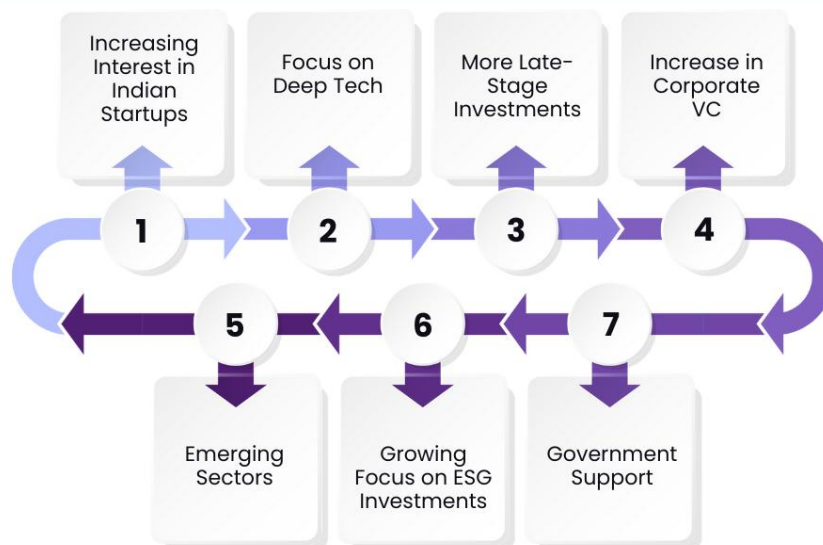 Increasing
Interest in
Indian
Startups
Focus on
Deep Tech
More Late-
Stage
Investments
Increase in
Corporate
VC
1
2
3
4
5
6
7
Emerging
Sectors
Growing
Focus on ESG
Investments
Government
Support